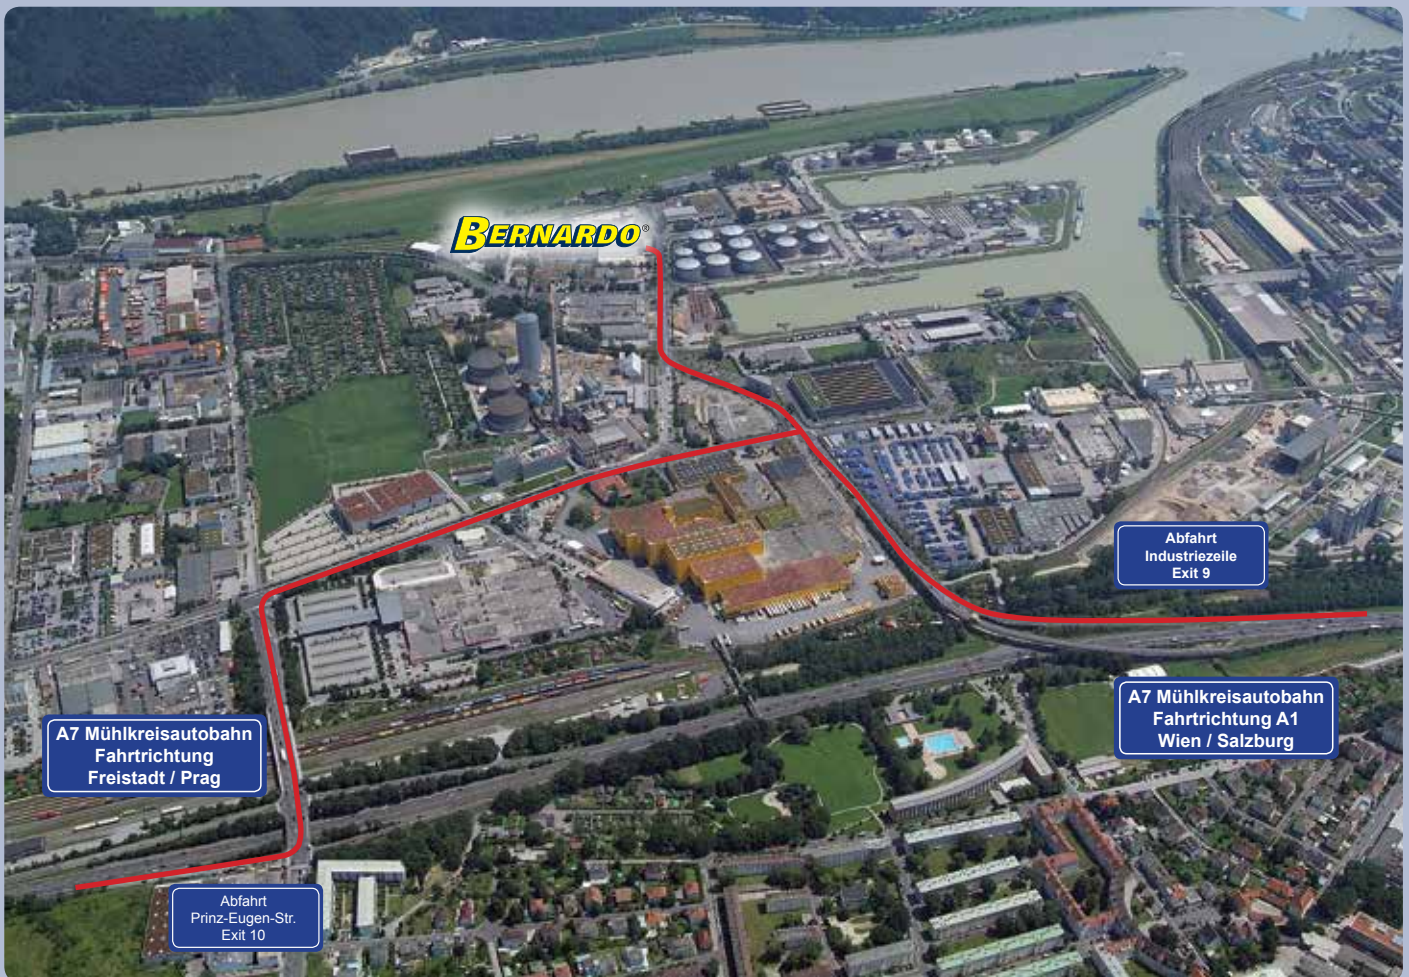 BERNARDO®
Abfahrt
Industriezeile
Exit 9
A7 Mühlkreisautobahn
Fahrtrichtung
Freistadt / Prag
A7 Mühlkreisautobahn
Fahrtrichtung A1
Wien / Salzburg
Abfahrt
Prinz-Eugen-Str.
Exit 10